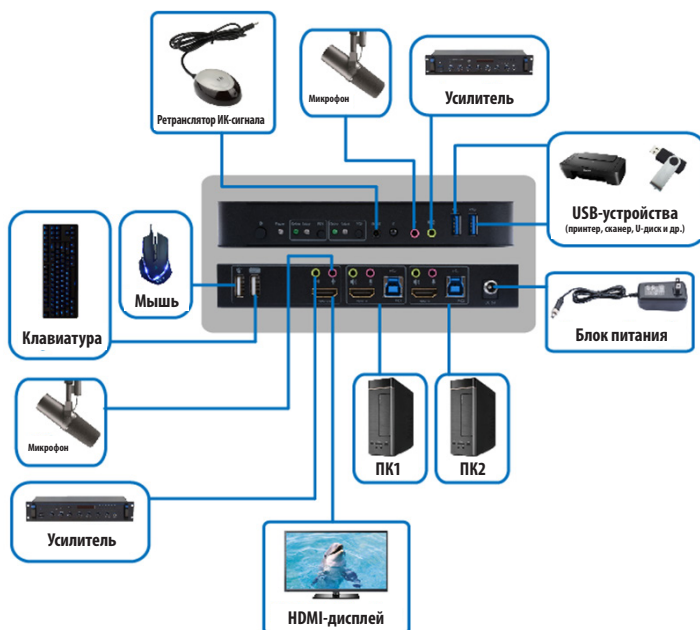 Микрофон
Усилитель
Ретранслятор ИК-сигнала
USB-устройства
(принтер, сканер, U-диск и др.)
Мышь
Клавиатура
Блок питания
Микрофон
ПК1
ПК2
Усилитель
HDMI-дисплей